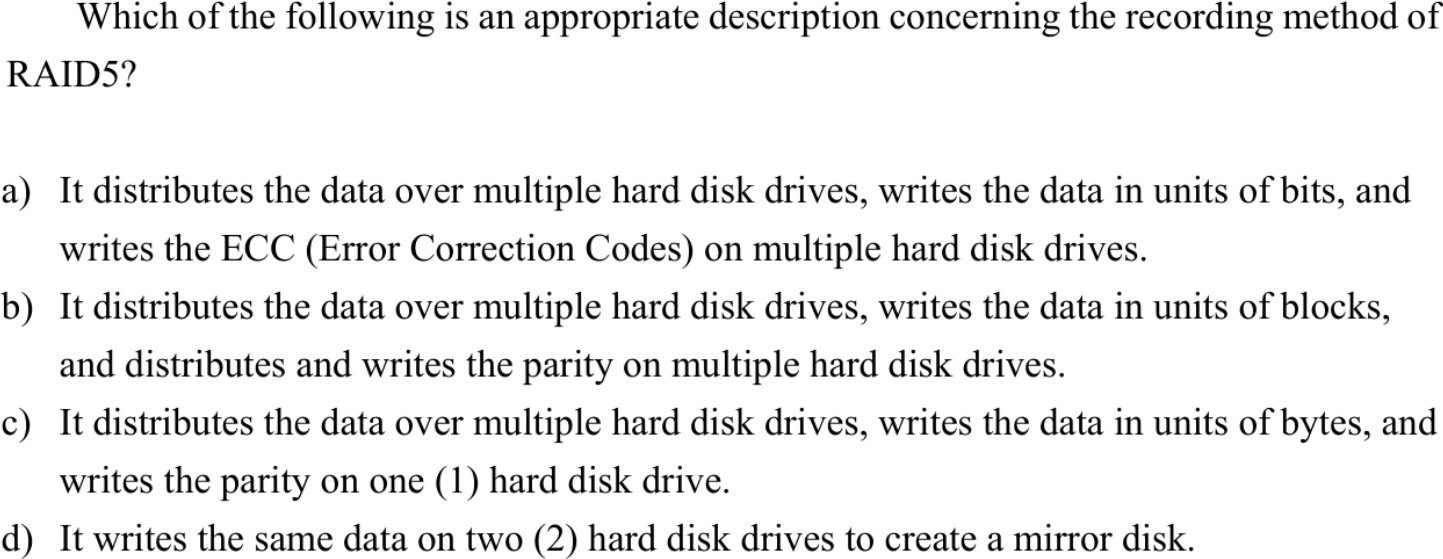 Which of the following is an appropriate description concerning the recording method of
RAID5?
a) It distributes the data over multiple hard disk drives, writes the data in units of bits, and
writes the ECC (Error Correction Codes) on multiple hard disk drives.
b) It distributes the data over multiple hard disk drives, writes the data in units of blocks,
and distributes and writes the parity on multiple hard disk drives.
c) It distributes the data over multiple hard disk drives, writes the data in units of bytes, and
writes the parity on one (1) hard disk drive.
d) It writes the same data on two (2) hard disk drives to create a mirror disk.